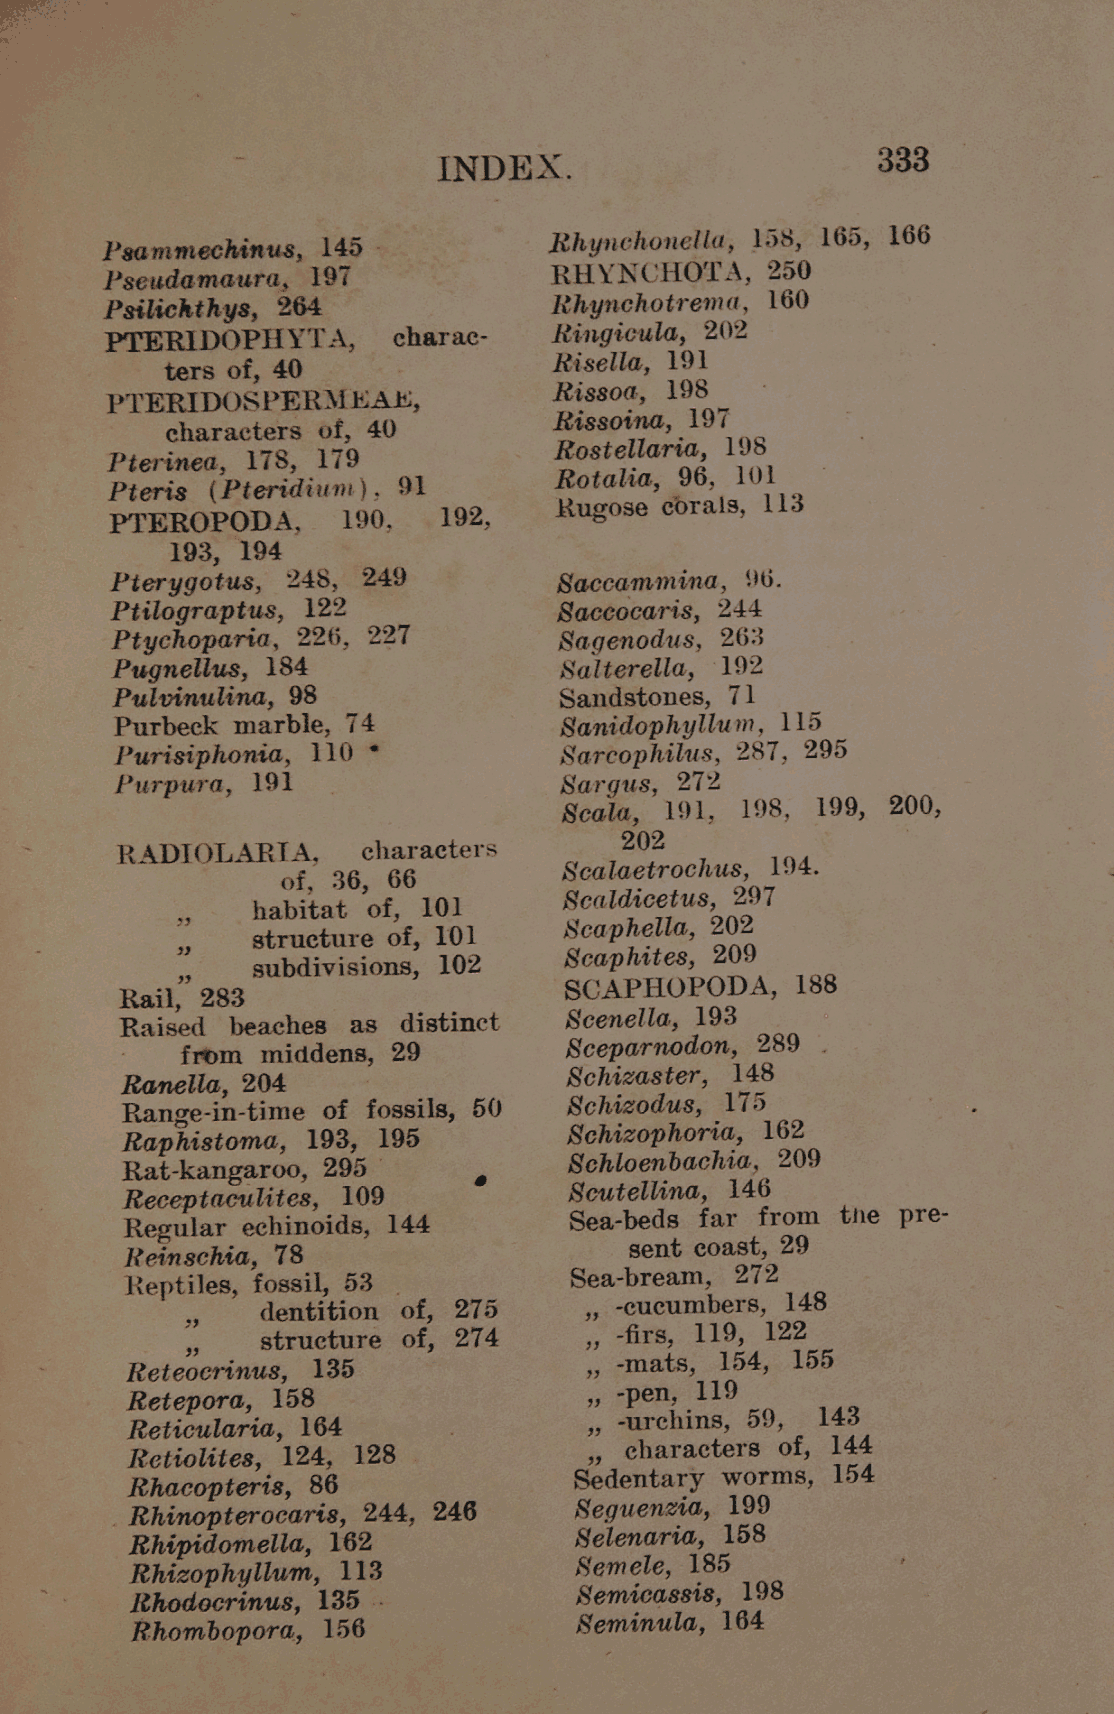 INDEX. 333
Psammechinus, 145
Pseudamaura, 197
Psilichthys, 264
PTERIDOPHYTA, charac-
ters of, 40
PTERIDOSPERMEAE,
characters of, 40
Pterinea, 178, 179
Pteris (Pteridium), 91
PTEROPODA, 190, 192,
193, 194
Pterygotus, 248, 249
Ptilograptus, 122
Ptychoparia, 226, 227
Pugnellus, 184
Pulvinulina, 98
Purbeck marble, 74
Purisiphonia, 110
Purpura, 191
RADIOLARIA, characters
of, 36, 66
„ habitat of, 101
„ structure of, 101
„ subdivisions, 102
Rail, 283
Raised beaches as distinct
from middens, 29
Ranella, 204
Range-in-time of fossils, 50
Raphistoma, 193, 195
Rat-kangaroo, 295
Receptaculites, 109
Regular echinoids, 144
Reinschia, 78
Reptiles, fossil, 53
„ dentition of, 275
„ structure of, 274
Reteocrinus, 135
Retepora, 158
Reticularia, 164
Retiolites, 124, 128
Rhacopteris, 86
Rhinopterocaris, 244, 246
Rhipidomella, 162
Rhizophyllum, 113
Rhodocrinus, 135
Rhombopora, 156
Rhynchonella, 158, 165, 166
RHYNCHOTA, 250
Rhynchotrema, 160
Ringicula, 202
Risella, 191
Rissoa, 198
Rissoina, 197
Rostellaria, 198
Rotalia, 96, 101
Rugose corals, 113
Saccammina, 96.
Saccocaris, 244
Sagenodus, 263
Salterella, 192
Sandstones, 71
Sanidophyllum, 115
Sarcophilus, 287, 295
Sargus, 272
Scala, 191, 198, 199, 200,
202
Scalaetrochus, 194.
Scaldicetus, 297
Scaphella, 202
Scaphites, 209
SCAPHOPODA, 188
Scenella, 193
Sceparnodon, 289
Schizaster, 148
Schizodus, 175
Schizophoria, 162
Schloenbachia, 209
Scutellina, 146
Sea-beds far from the pre-
sent coast, 29
Sea-bream, 272
„ -cucumbers, 148
„ -firs, 119, 122
„ -mats, 154, 155
„ -pen, 119
„ -urchins, 59, 143
„ characters of, 144
Sedentary worms, 154
Seguenzia, 199
Selenaria, 158
Semele, 185
Semicassis, 198
Seminula, 164